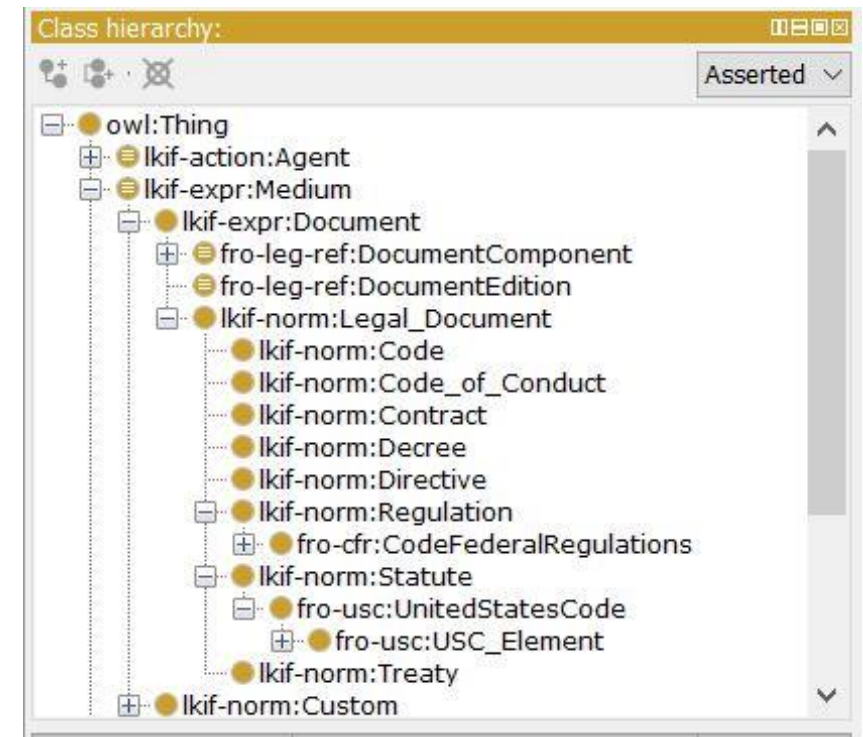 Class hierarchy:
Asserted
owl:Thing
lkif-action:Agent
lkif-expr:Medium
lkif-expr:Document
fro-leg-ref:DocumentComponent
fro-leg-ref:DocumentEdition
lkif-norm:Legal_Document
lkif-norm:Code
lkif-norm:Code_of_Conduct
lkif-norm:Contract
lkif-norm:Decree
lkif-norm:Directive
lkif-norm:Regulation
fro-cfr:CodeFederalRegulations
lkif-norm:Statute
fro-usc:UnitedStatesCode
fro-usc:USC_Element
lkif-norm:Treaty
lkif-norm:Custom